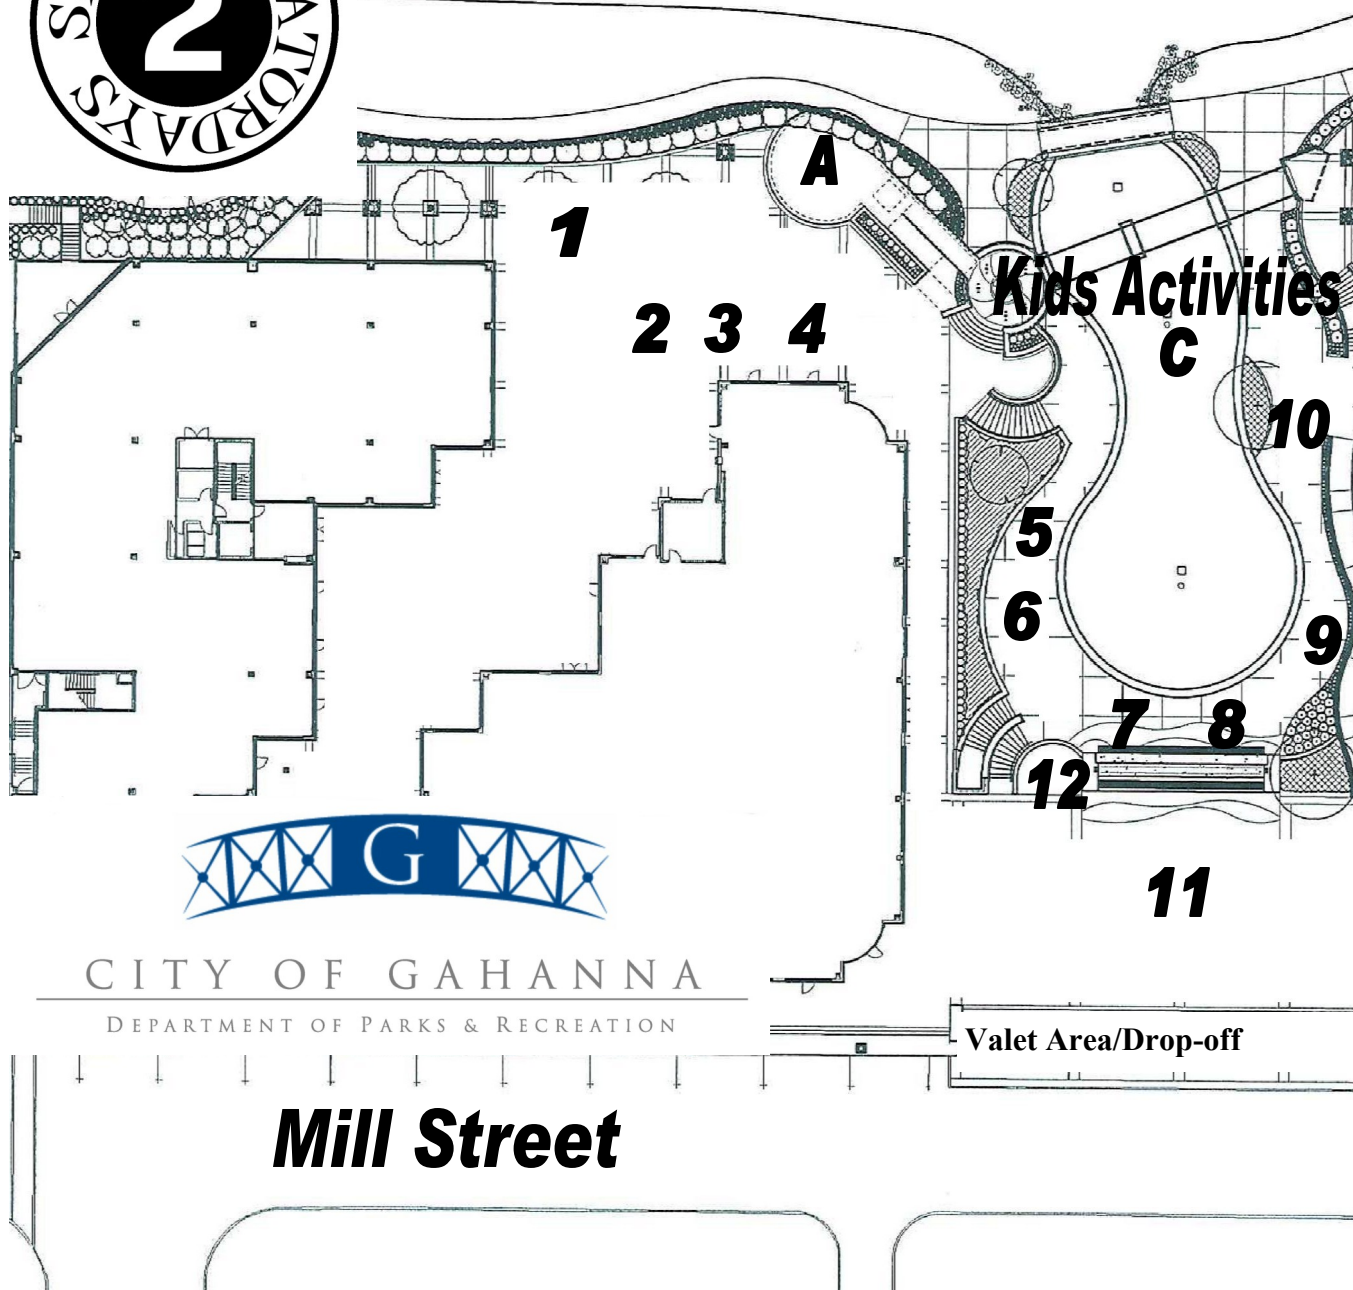 2
SATURDAYS
A
1
Kids Activities
2 3 4
C
10
5
6
9
7 8
12
G
11
CITY OF GAHANNA
DEPARTMENT OF PARKS & RECREATION
Valet Area/Drop-off
Mill Street